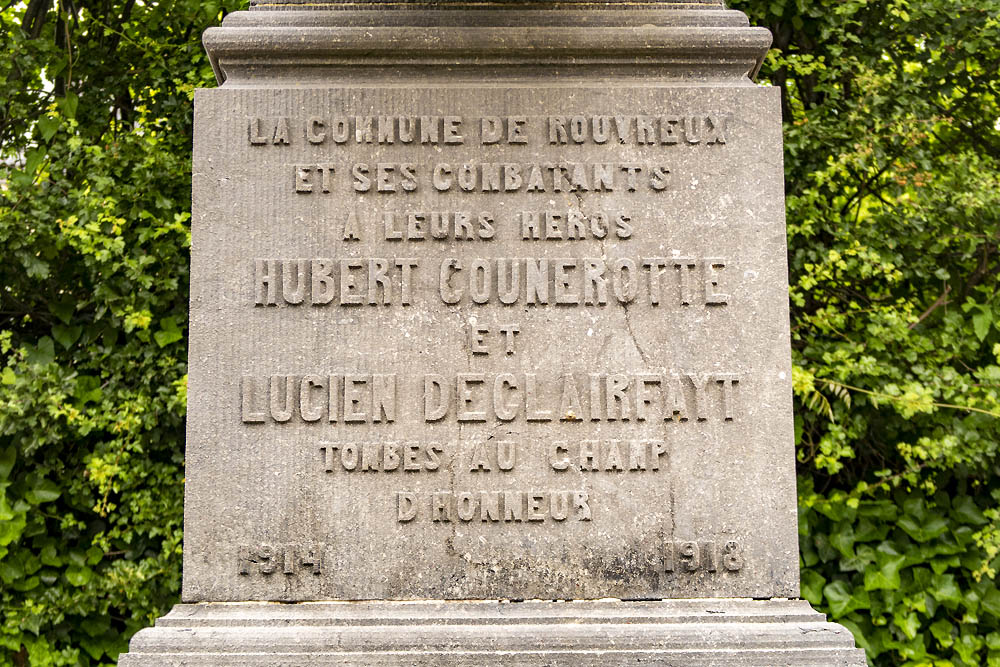 LA COMMUNE DE ROUVREUX
ET SES COMBATANTS
A LEURS HEROS
HUBERT COUNEROTTE
ET
LUCIEN DECLAIRFAYT
TOMBES AU CHAMP
D HONNEUR
1914 1918